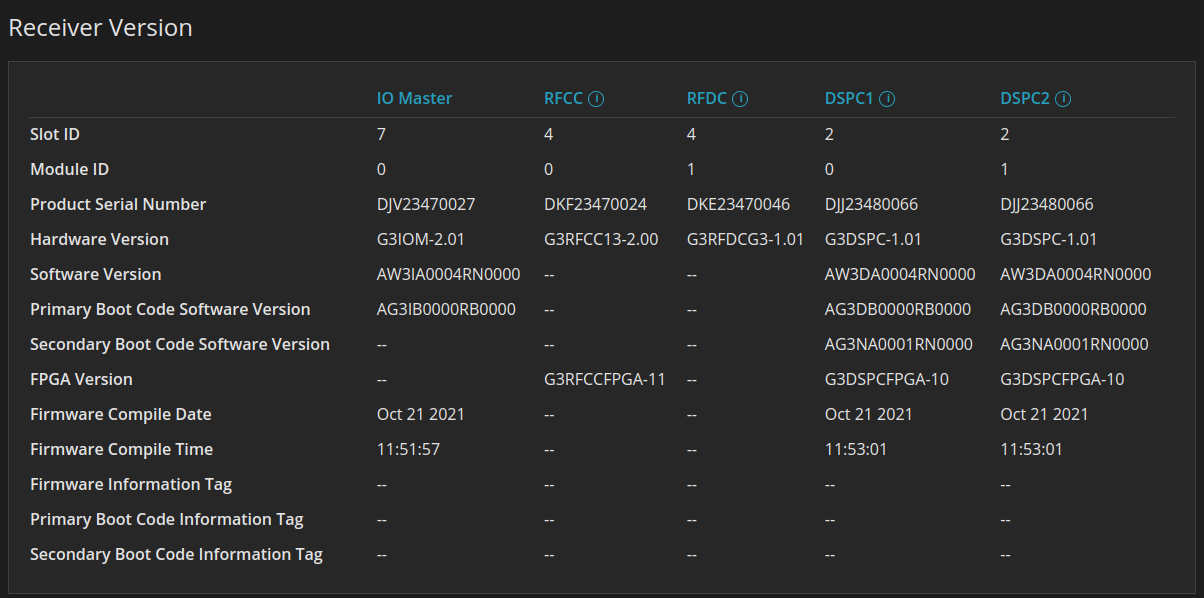 Receiver Version
IO Master RFCC RFDC DSPC1 DSPC2
Slot ID 7 4 4 2 2
Module ID 0 0 1 0 1
Product Serial Number DJV23470027 DKF23470024 DKE23470046 DJJ23480066 DJJ23480066
Hardware Version G3IOM-2.01 G3RFCC13-2.00 G3RFDCG3-1.01 G3DSPC-1.01 G3DSPC-1.01
Software Version AW3IA0004RN0000 -- -- AW3DA0004RN0000 AW3DA0004RN0000
Primary Boot Code Software Version AG3IB0000RB0000 -- -- AG3DB0000RB0000 AG3DB0000RB0000
Secondary Boot Code Software Version -- -- -- AG3NA0001RN0000 AG3NA0001RN0000
FPGA Version -- G3RFCCFPGA-11 -- G3DSPCFPGA-10 G3DSPCFPGA-10
Firmware Compile Date Oct 21 2021 -- -- Oct 21 2021 Oct 21 2021
Firmware Compile Time 11:51:57 -- -- 11:53:01 11:53:01
Firmware Information Tag -- -- -- -- --
Primary Boot Code Information Tag -- -- -- -- --
Secondary Boot Code Information Tag -- -- -- -- --